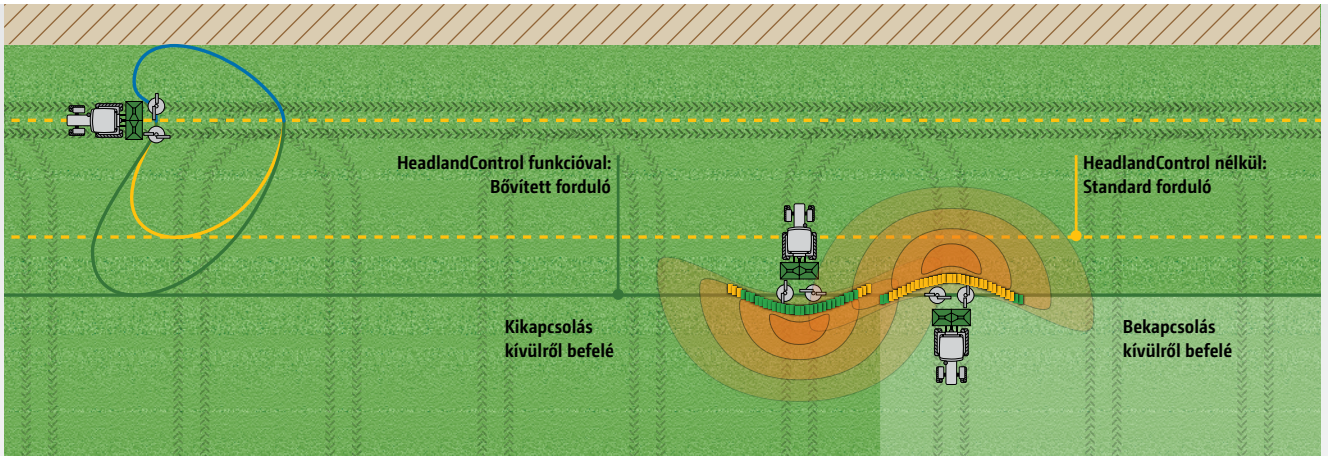 HeadlandControl funkcióval:
Bővített forduló
HeadlandControl nélkül:
Standard forduló
Kikapcsolás
kívülről befelé
Bekapcsolás
kívülről befelé